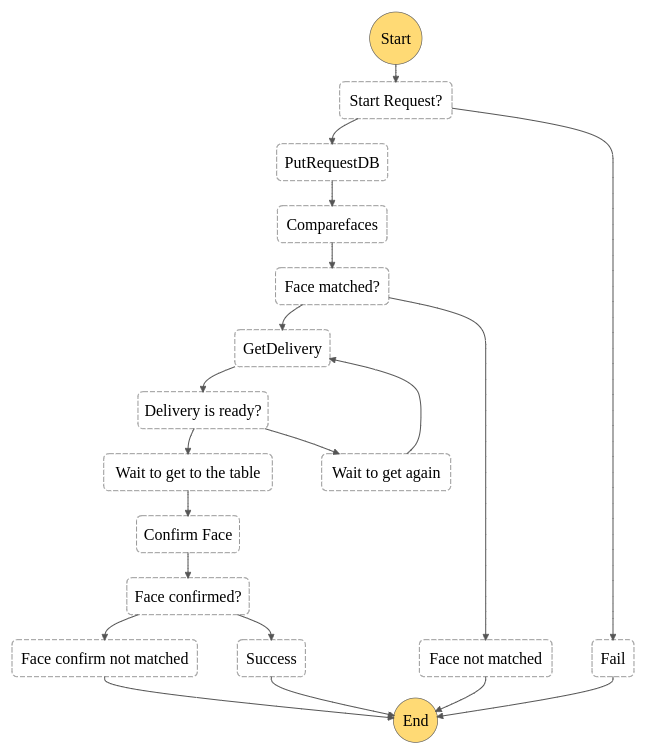 Start
Start Request?
PutRequestDB
Comparefaces
Face matched?
GetDelivery
Delivery is ready?
Wait to get to the table
Wait to get again
Confirm Face
Face confirmed?
Face confirm not matched
Success
Face not matched
Fail
End